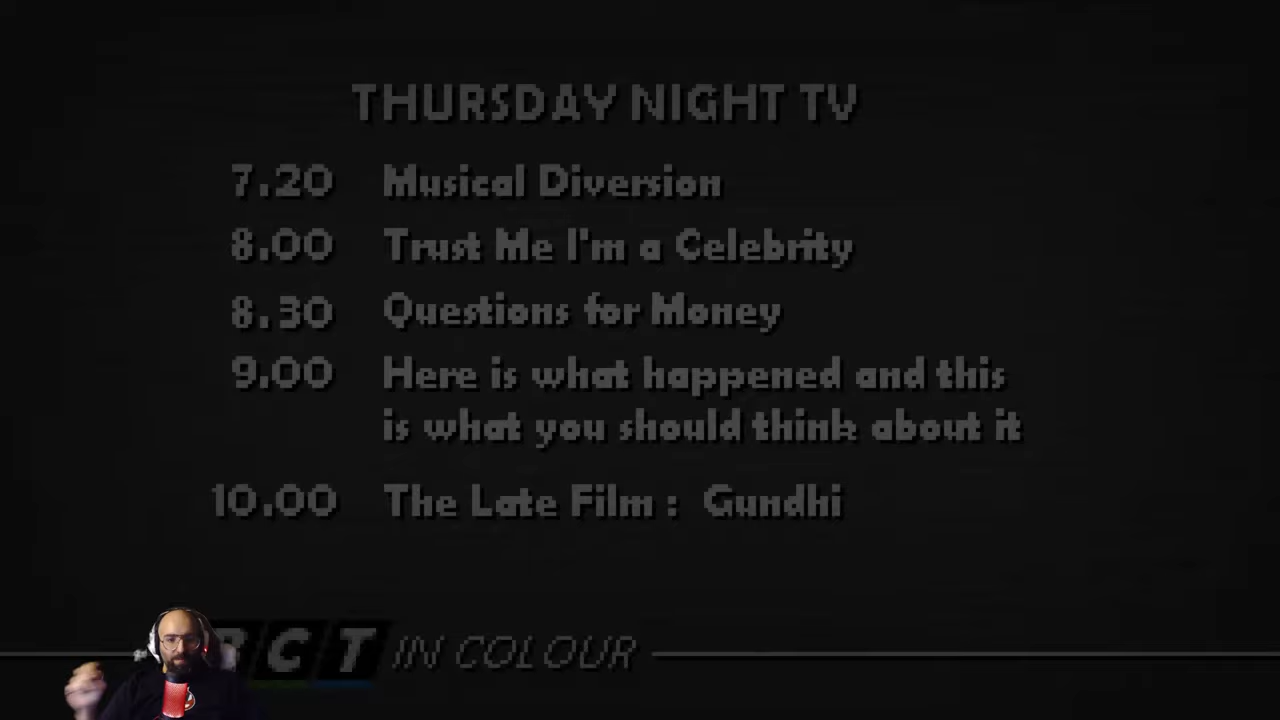 THURSDAY NIGHT TV
7.20 Musical Diversion
8.00 Trust Me I'm a Celebrity
8.30 Questions for Money
9.00 Here is what happened and this
is what you should think about it
10.00 The Late Film : Gundhi
C T IN COLOUR